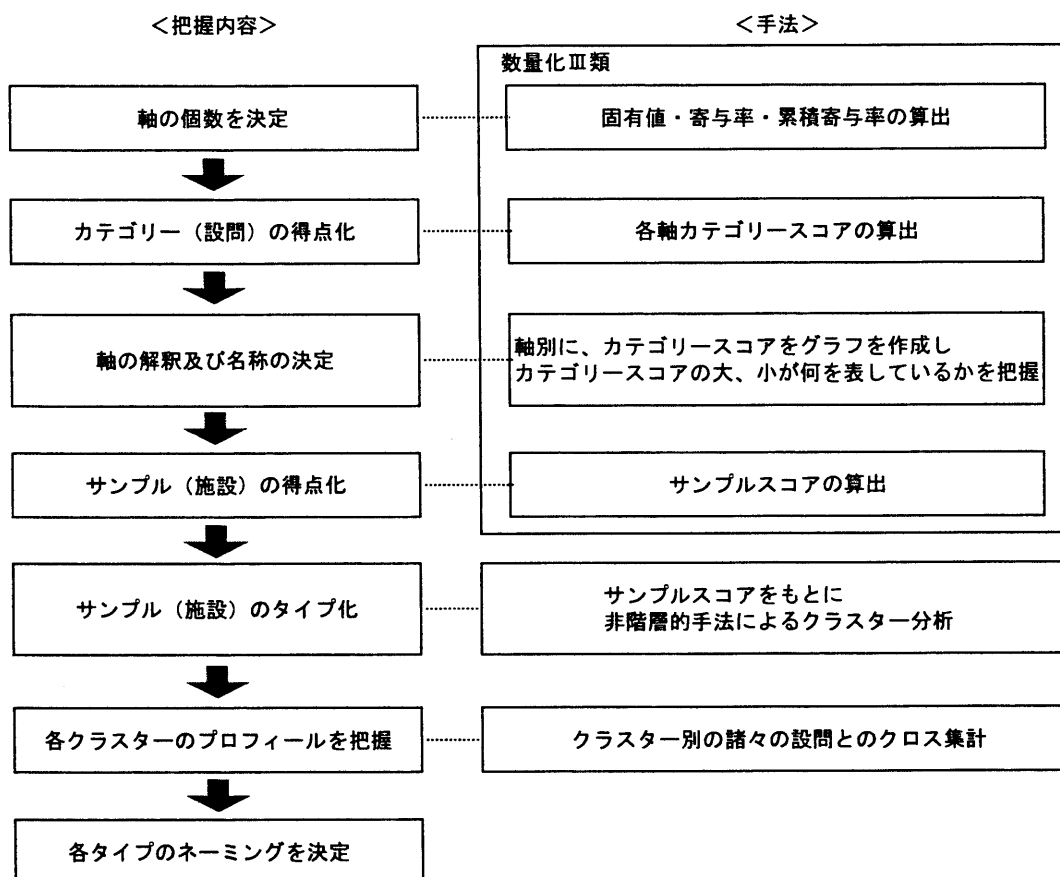 ＜把握内容＞
＜手法＞
数量化Ⅲ類
軸の個数を決定
固有値・寄与率・累積寄与率の算出
カテゴリー（設問）の得点化
各軸カテゴリースコアの算出
軸の解釈及び名称の決定
軸別に、カテゴリースコアをグラフを作成し
カテゴリースコアの大、小が何を表しているかを把握
サンプル（施設）の得点化
サンプルスコアの算出
サンプル（施設）のタイプ化
サンプルスコアをもとに
非階層的手法によるクラスター分析
各クラスターのプロフィールを把握
クラスター別の諸々の設問とのクロス集計
各タイプのネーミングを決定